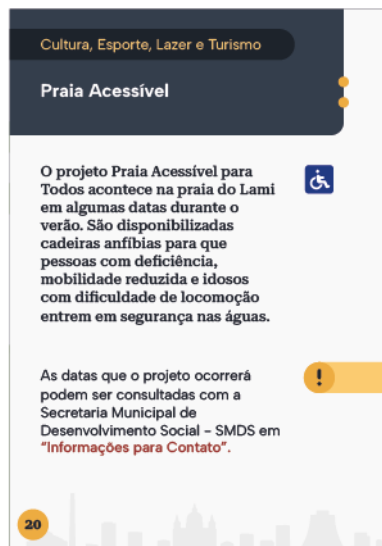 Cultura, Esporte, Lazer e Turismo
Praia Acessível
O projeto Praia Acessível para
Todos acontece na praia do Lami
em algumas datas durante o
verão. São disponibilizadas
cadeiras anfíbias para que
pessoas com deficiência,
mobilidade reduzida e idosos
com dificuldade de locomoção
entrem em segurança nas águas.
As datas que o projeto ocorrerá
podem ser consultadas com a
Secretaria Municipal de
Desenvolvimento Social - SMDS em
“Informações para Contato”.
!
20